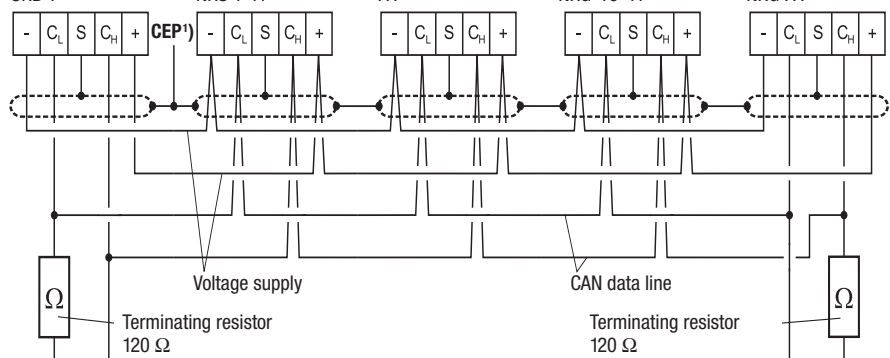 - C_L S C_H +
CEP¹)
- C_L S C_H +
- C_L S C_H +
- C_L S C_H +
- C_L S C_H +
Voltage supply
CAN data line
Ω
Terminating resistor
120 Ω
Terminating resistor
120 Ω
Ω